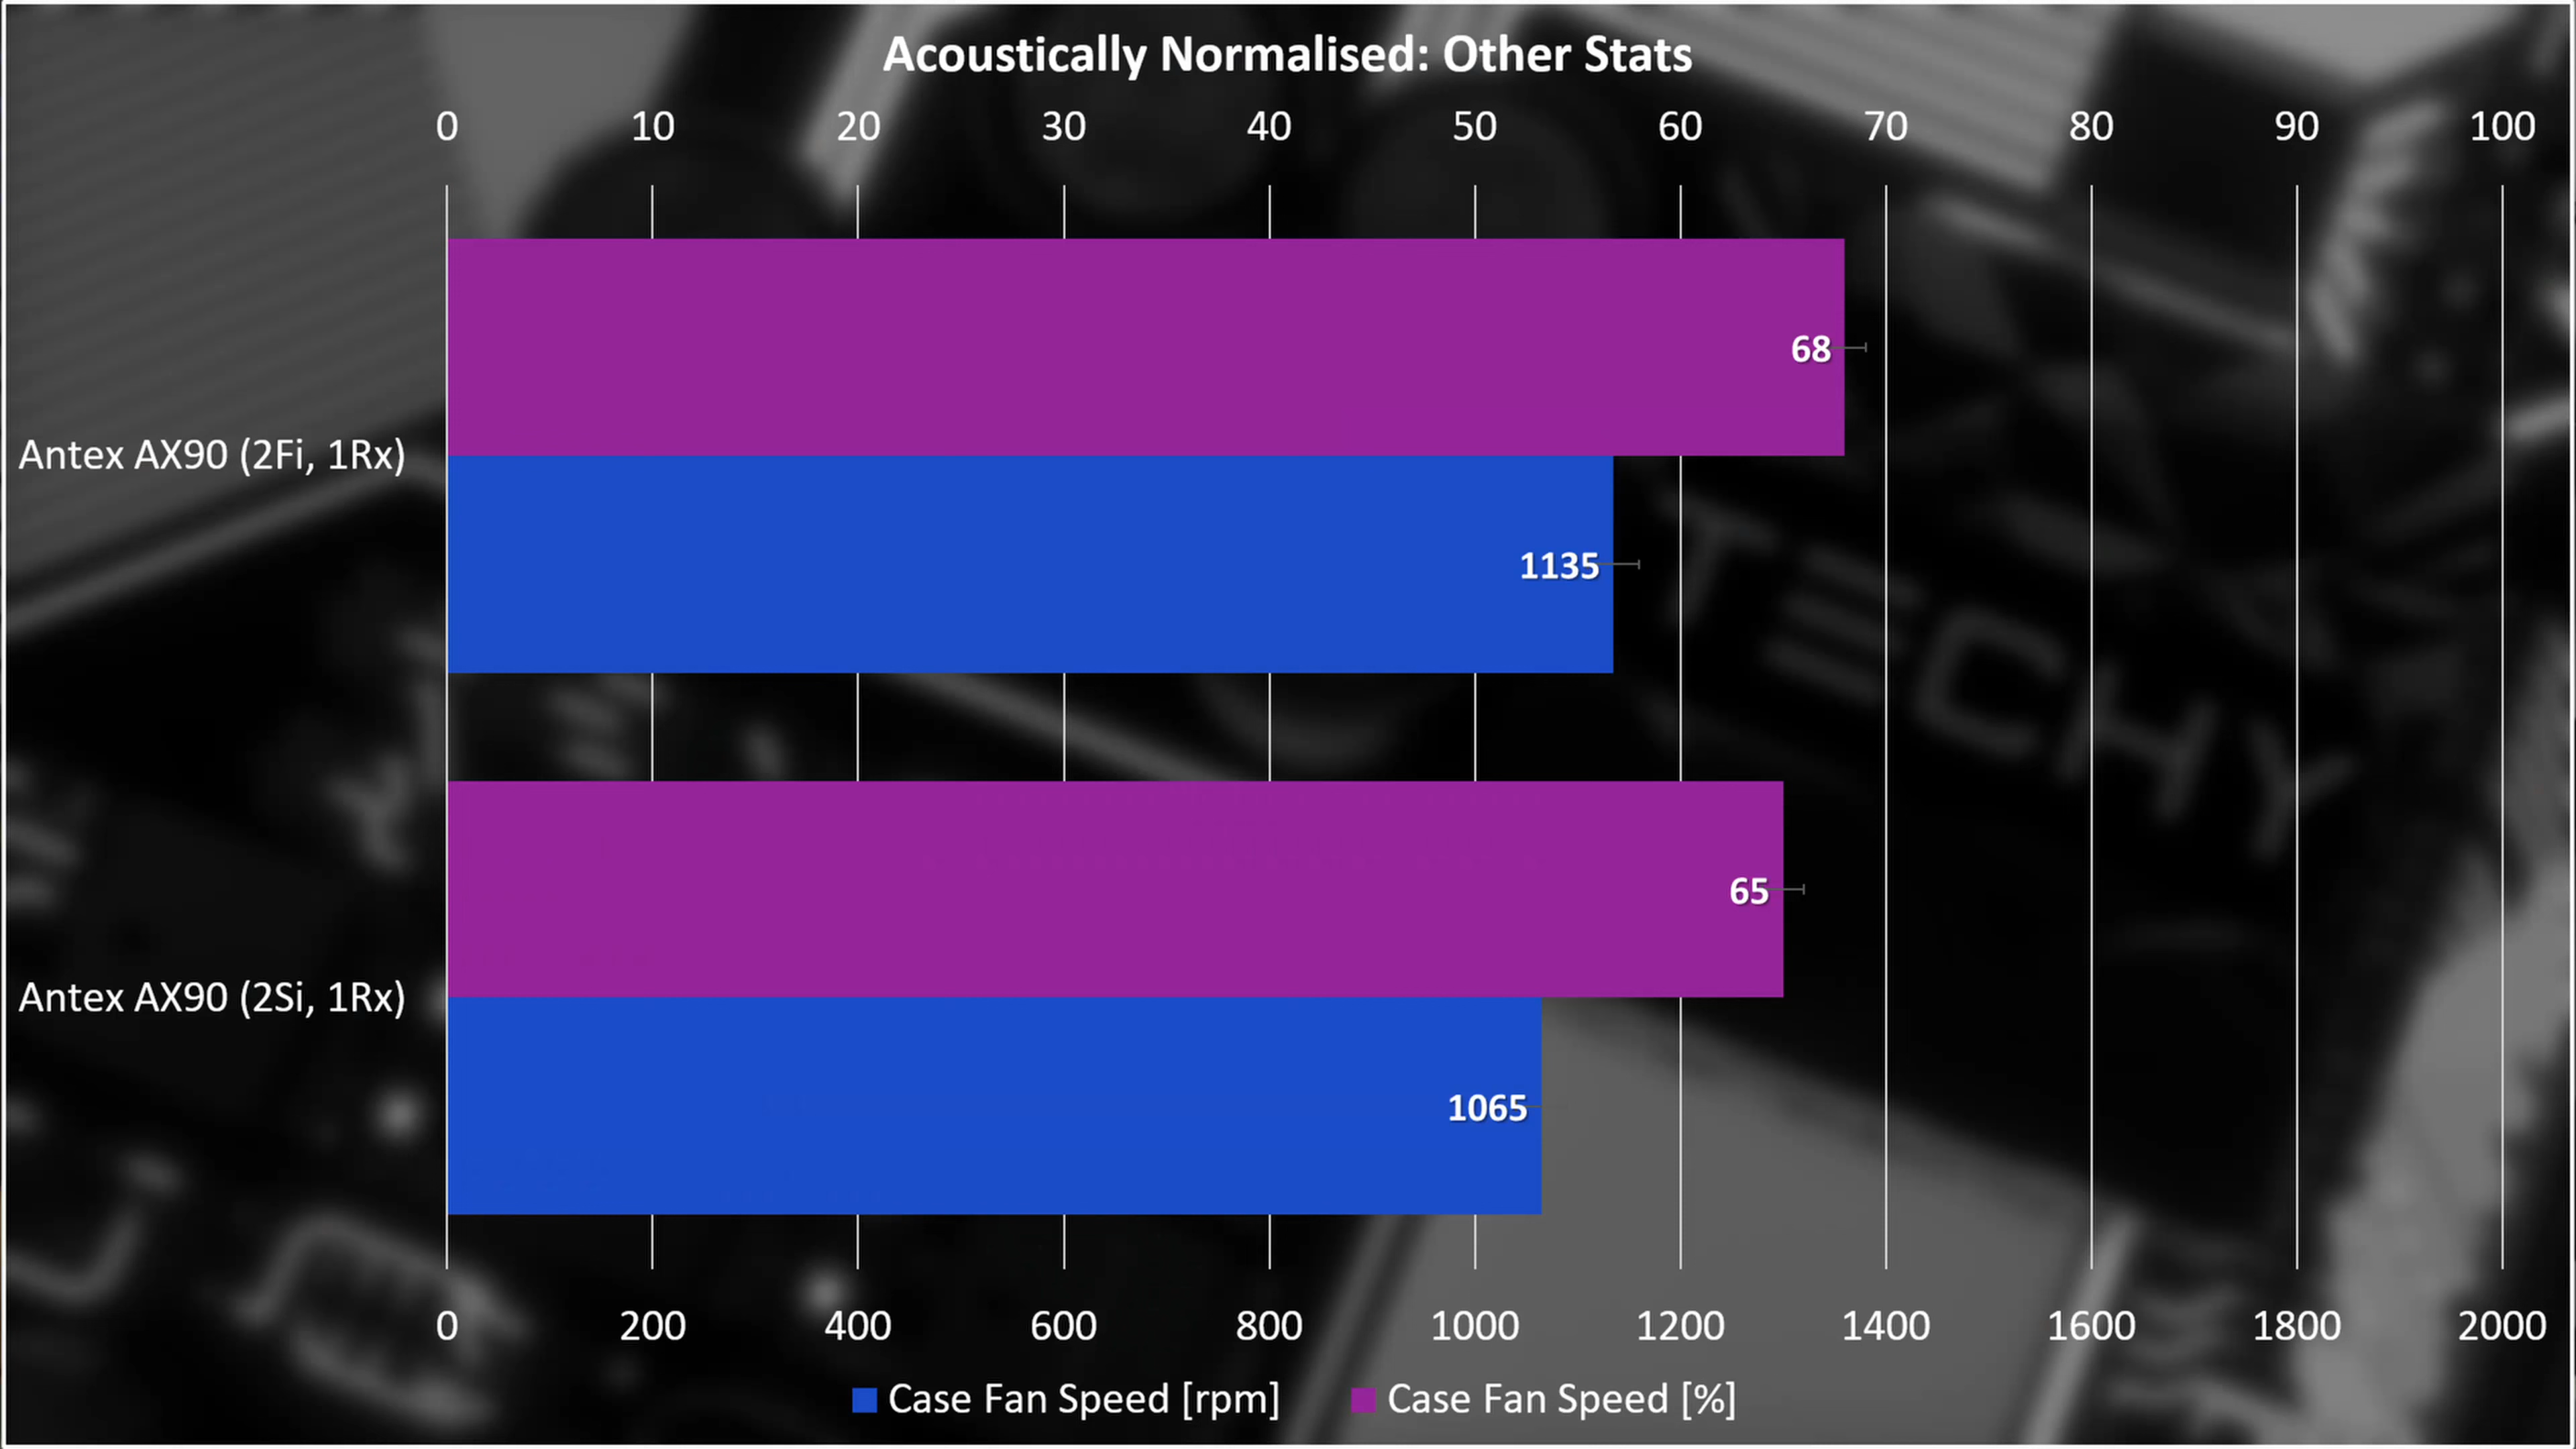 Acoustically Normalised: Other Stats
0 10 20 30 40 50 60 70 80 90 100
68
Antex AX90 (2Fi, 1Rx)
1135
TECHY
65
Antex AX90 (2Si, 1Rx)
1065
0 200 400 600 800 1000 1200 1400 1600 1800 2000
Case Fan Speed [rpm] Case Fan Speed [%]